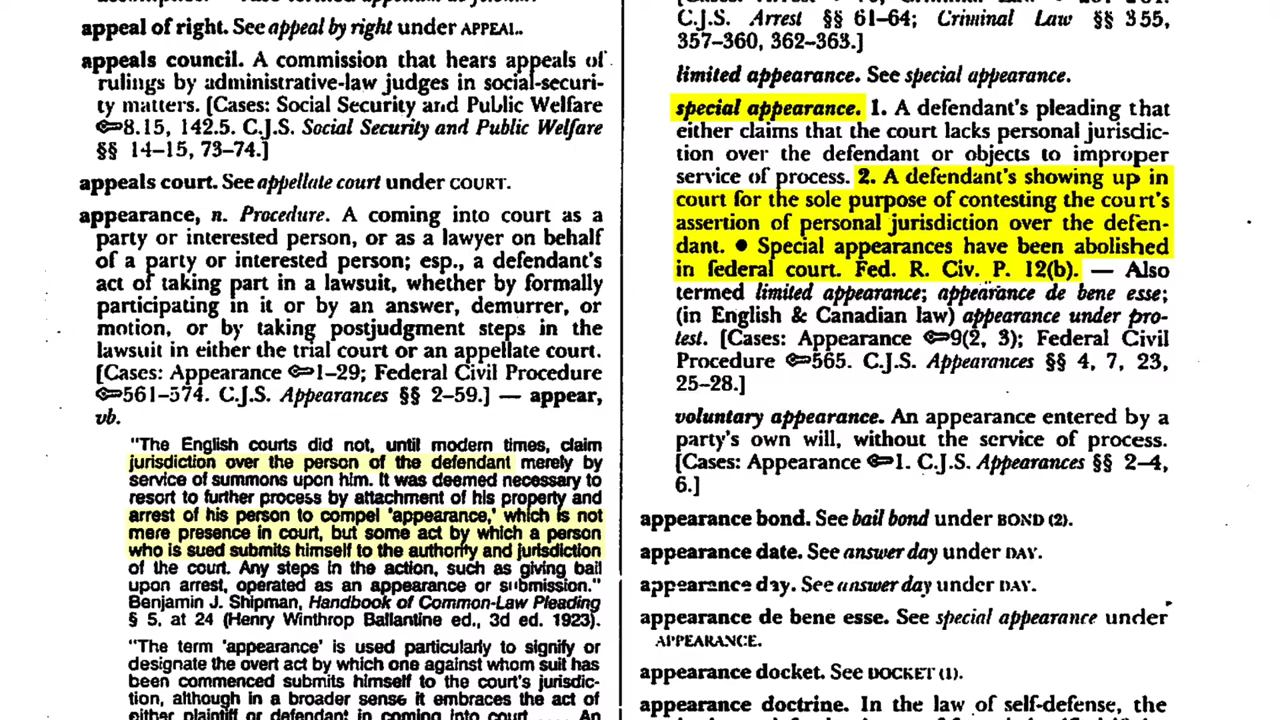 appeal of right. See appeal by right under APPEAL.
appeals council. A commission that hears appeals of
rulings by administrative-law judges in social-securi-
ty matters. [Cases: Social Security and Public Welfare
8.15, 142.5. C.J.S. Social Security and Public Welfare
§§ 14–15, 73–74.]
appeals court. See appellate court under COURT.
appearance, n. Procedure. A coming into court as a
party or interested person, or as a lawyer on behalf
of a party or interested person; esp., a defendant's
act of taking part in a lawsuit, whether by formally
participating in it or by an answer, demurrer, or
motion, or by taking postjudgment steps in the
lawsuit in either the trial court or an appellate court.
[Cases: Appearance 1–29; Federal Civil Procedure
561–574. C.J.S. Appearances §§ 2–59.] — appear,
vb.
"The English courts did not, until modern times, claim
jurisdiction over the person of the defendant merely by
service of summons upon him. It was deemed necessary to
resort to further process by attachment of his property and
arrest of his person to compel 'appearance,' which is not
mere presence in court, but some act by which a person
who is sued submits himself to the authority and jurisdiction
of the court. Any steps in the action, such as giving bail
upon arrest, operated as an appearance or submission."
Benjamin J. Shipman, Handbook of Common-Law Pleading
§ 5, at 24 (Henry Winthrop Ballantine ed., 3d ed. 1923).
"The term 'appearance' is used particularly to signify or
designate the overt act by which one against whom suit has
been commenced submits himself to the court's jurisdic-
tion, although in a broader sense it embraces the act of
either plaintiff or defendant in coming into court .... An
C.J.S. Arrest §§ 61–64; Criminal Law §§ 355,
357–360, 362–363.]
limited appearance. See special appearance.
special appearance. 1. A defendant's pleading that
either claims that the court lacks personal jurisdic-
tion over the defendant or objects to improper
service of process. 2. A defendant's showing up in
court for the sole purpose of contesting the court's
assertion of personal jurisdiction over the defen-
dant. ● Special appearances have been abolished
in federal court. Fed. R. Civ. P. 12(b). — Also
termed limited appearance; appearance de bene esse;
(in English & Canadian law) appearance under pro-
test. [Cases: Appearance 9(2, 3); Federal Civil
Procedure 565. C.J.S. Appearances §§ 4, 7, 23,
25–28.]
voluntary appearance. An appearance entered by a
party's own will, without the service of process.
[Cases: Appearance 1. C.J.S. Appearances §§ 2–4,
6.]
appearance bond. See bail bond under BOND (2).
appearance date. See answer day under DAY.
appearance day. See answer day under DAY.
appearance de bene esse. See special appearance under
APPEARANCE.
appearance docket. See DOCKET (1).
appearance doctrine. In the law of self-defense, the